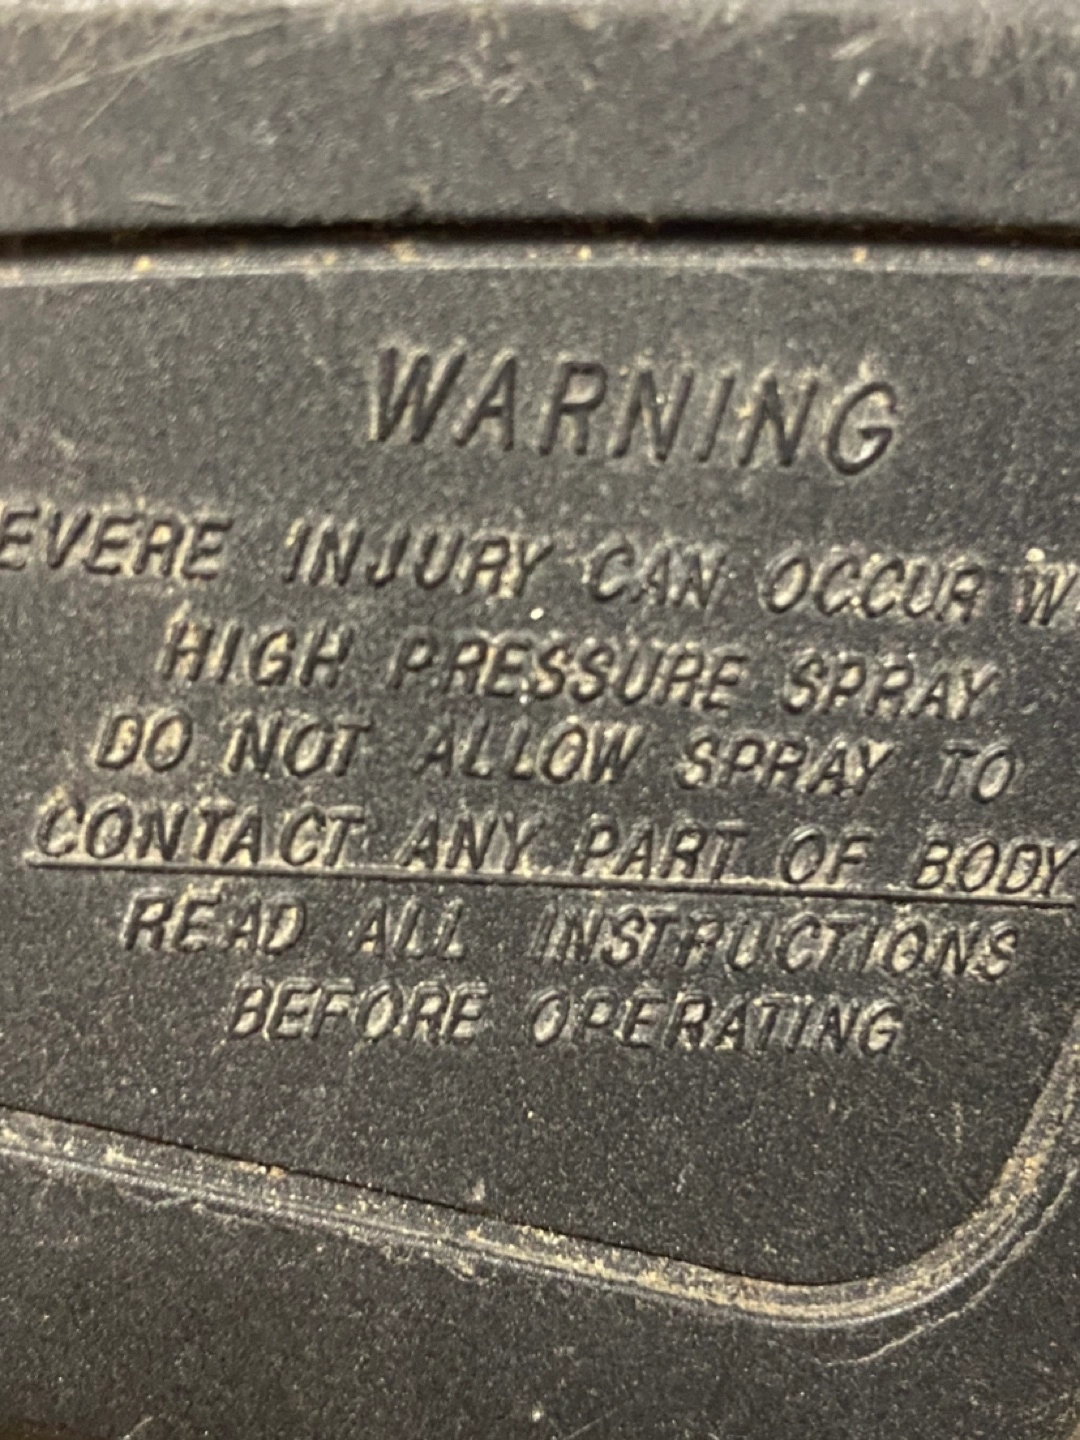 WARNING
EVERE INJURY CAN OCCUR W
HIGH PRESSURE SPRAY
DO NOT ALLOW SPRAY TO
CONTACT ANY PART OF BODY
READ ALL INSTRUCTIONS
BEFORE OPERATING